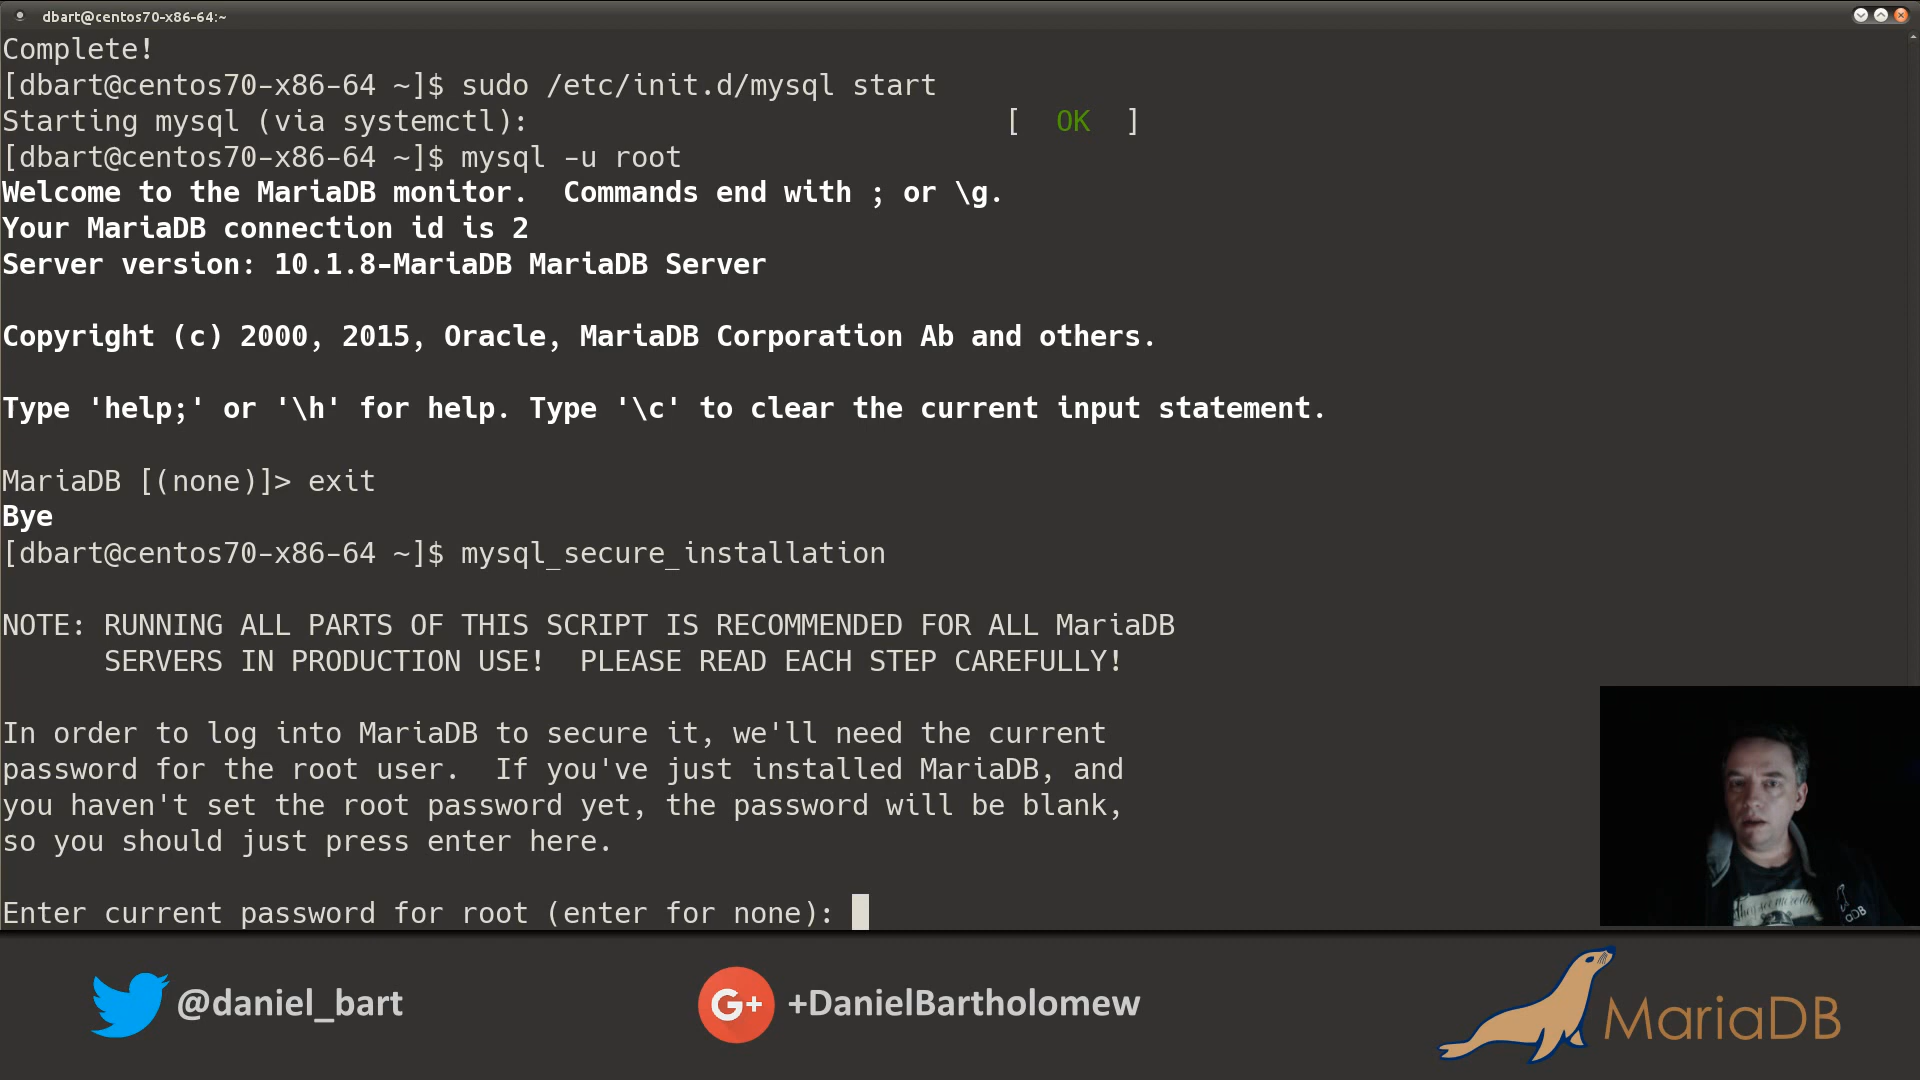 dbart@centos70-x86-64:~
Complete!
[dbart@centos70-x86-64 ~]$ sudo /etc/init.d/mysql start
Starting mysql (via systemctl):                            [  OK  ]
[dbart@centos70-x86-64 ~]$ mysql -u root
Welcome to the MariaDB monitor.  Commands end with ; or \g.
Your MariaDB connection id is 2
Server version: 10.1.8-MariaDB MariaDB Server
Copyright (c) 2000, 2015, Oracle, MariaDB Corporation Ab and others.
Type 'help;' or '\h' for help. Type '\c' to clear the current input statement.
MariaDB [(none)]> exit
Bye
[dbart@centos70-x86-64 ~]$ mysql_secure_installation
NOTE: RUNNING ALL PARTS OF THIS SCRIPT IS RECOMMENDED FOR ALL MariaDB
      SERVERS IN PRODUCTION USE!  PLEASE READ EACH STEP CAREFULLY!
In order to log into MariaDB to secure it, we'll need the current
password for the root user.  If you've just installed MariaDB, and
you haven't set the root password yet, the password will be blank,
so you should just press enter here.
Enter current password for root (enter for none):
@daniel_bart
G+ +DanielBartholomew
MariaDB